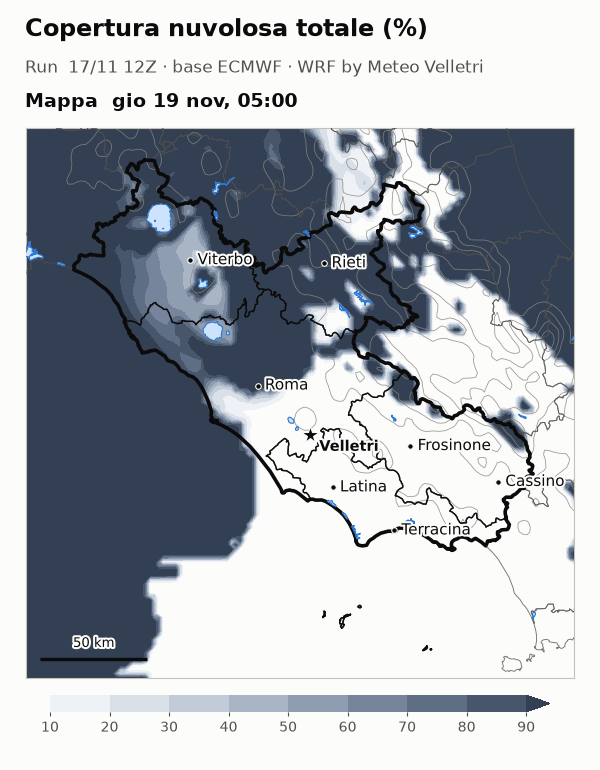 Copertura nuvolosa totale (%)
Run 17/11 12Z · base ECMWF · WRF by Meteo Velletri
Mappa gio 19 nov, 05:00
Viterbo
Rieti
Roma
Velletri
Frosinone
Cassino
Latina
Terracina
50 km
10 20 30 40 50 60 70 80 90